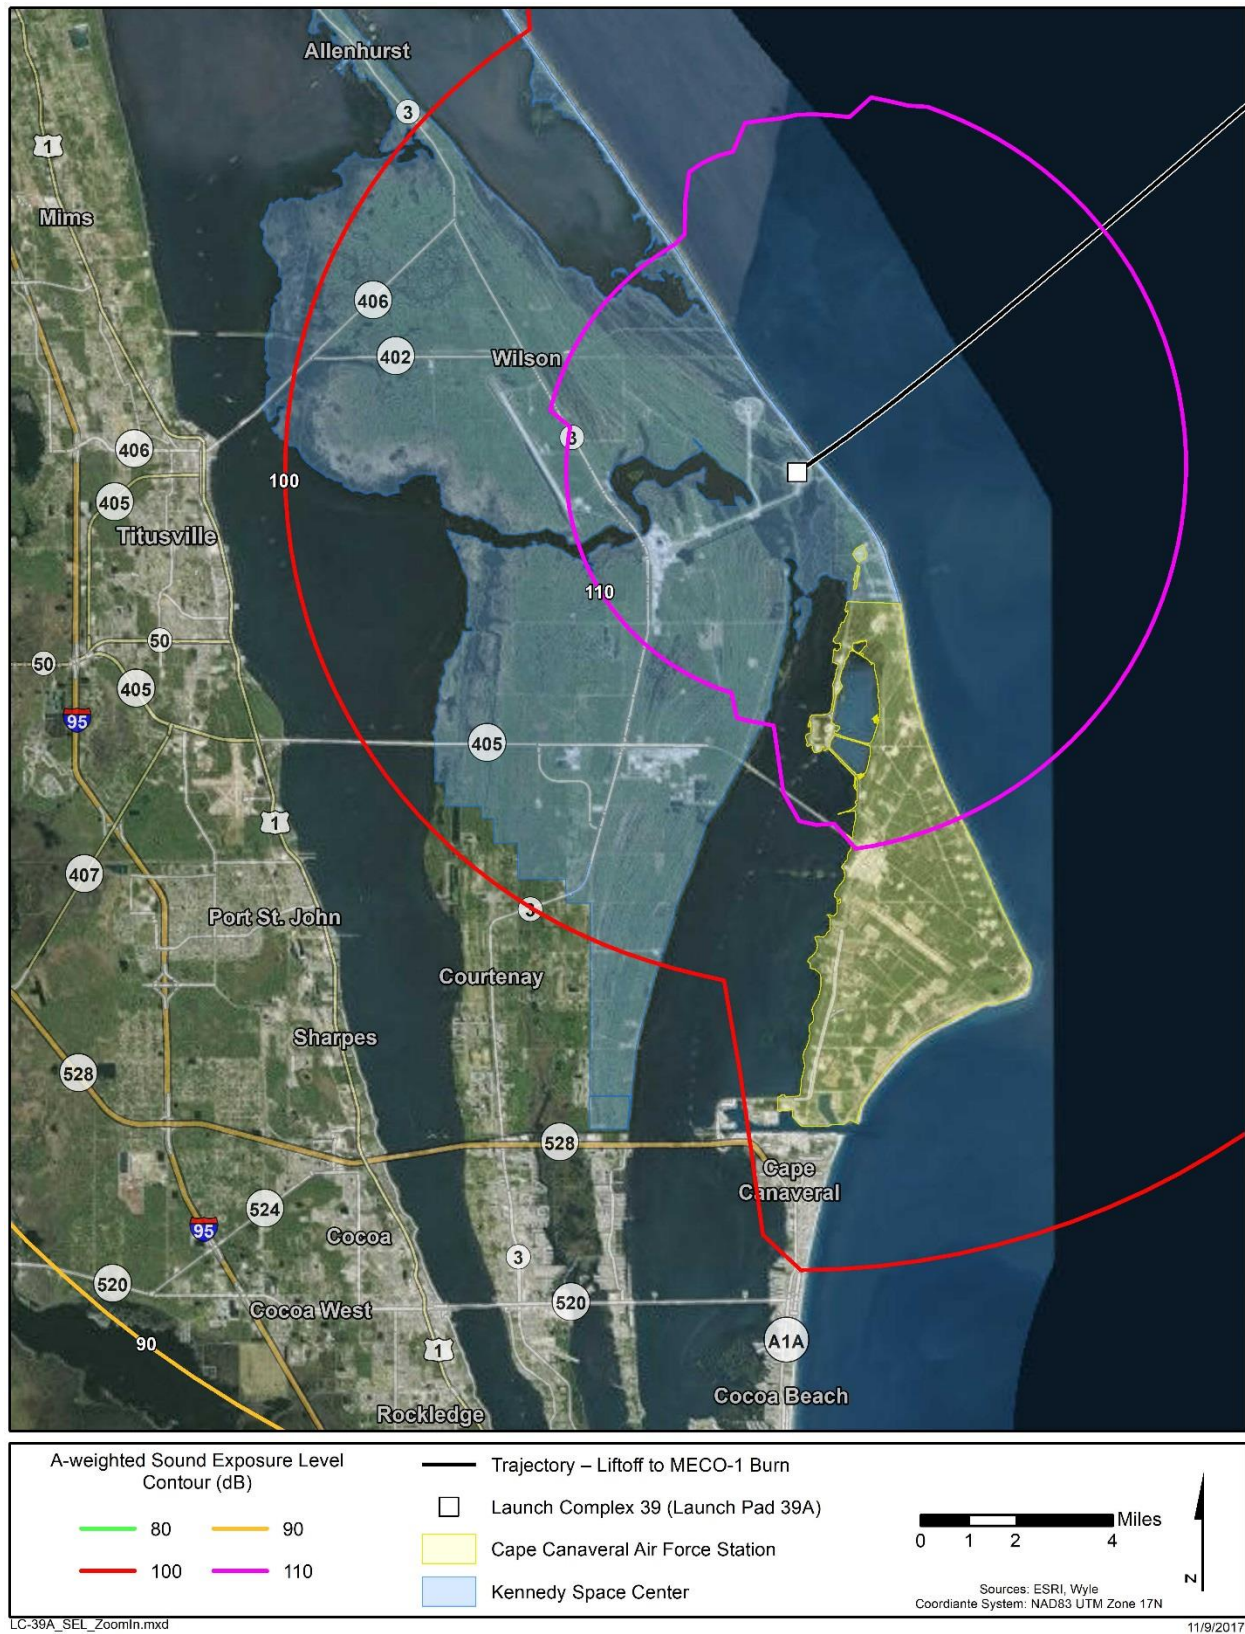 Allenhurst
3
1
Mims
406
402
Wilson
3
406
100
405
Titusville
110
50
50
405
95
405
1
407
3
Port St. John
Courtenay
Sharpes
528
528
Cape
Canaveral
524
95
Cocoa
3
520
Cocoa West
520
90
1
A1A
Cocoa Beach
Rockledge
A-weighted Sound Exposure Level
Contour (dB)
80
90
100
110
Trajectory – Liftoff to MECO-1 Burn
Launch Complex 39 (Launch Pad 39A)
Cape Canaveral Air Force Station
Kennedy Space Center
Miles
0 1 2 4
N
Sources: ESRI, Wyle
Coordiante System: NAD83 UTM Zone 17N
LC-39A_SEL_ZoomIn.mxd
11/9/2017